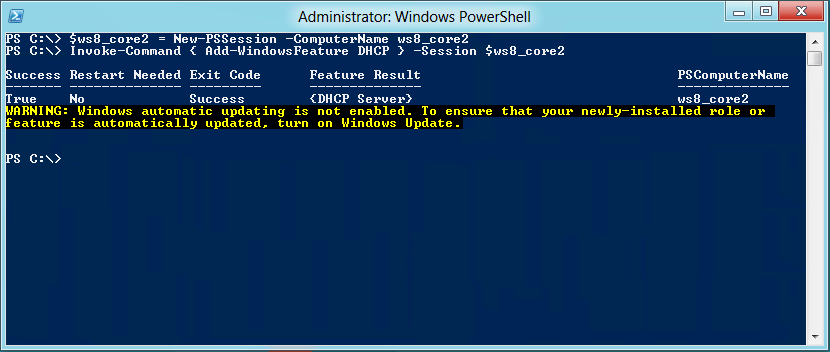 Administrator: Windows PowerShell
PS C:\> $ws8_core2 = New-PSSession -ComputerName ws8_core2
PS C:\> Invoke-Command { Add-WindowsFeature DHCP } -Session $ws8_core2
Success Restart Needed Exit Code Feature Result PSComputerName
------- -------------- --------- -------------- --------------
True No Success {DHCP Server} ws8_core2
WARNING: Windows automatic updating is not enabled. To ensure that your newly-installed role or
feature is automatically updated, turn on Windows Update.
PS C:\>